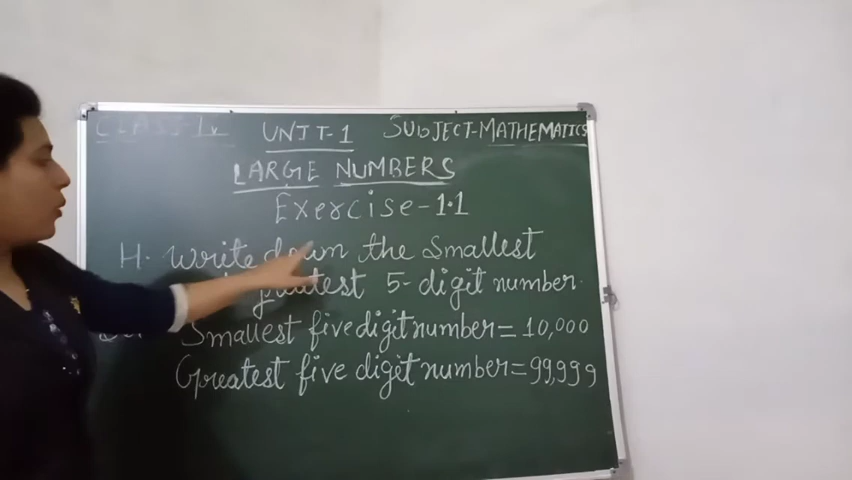 CLASS-IV UNIT-1 SUBJECT-MATHEMATICS
LARGE NUMBERS
Exercise-1.1
H. Write down the Smallest
greatest 5-digit number.
Smallest five digit number = 10,000
Greatest five digit number = 99,999